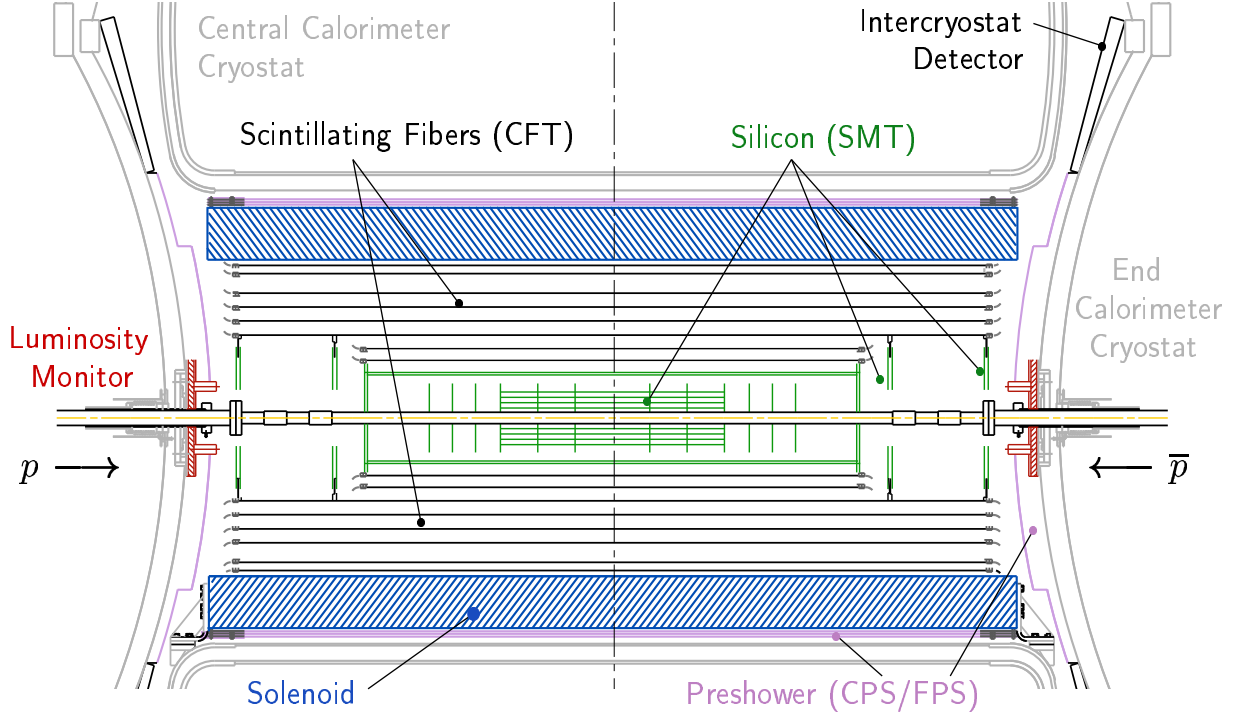 Central Calorimeter
Cryostat
Intercryostat
Detector
Scintillating Fibers (CFT)
Silicon (SMT)
End
Calorimeter
Cryostat
Luminosity
Monitor
p
p̅
Solenoid
Preshower (CPS/FPS)